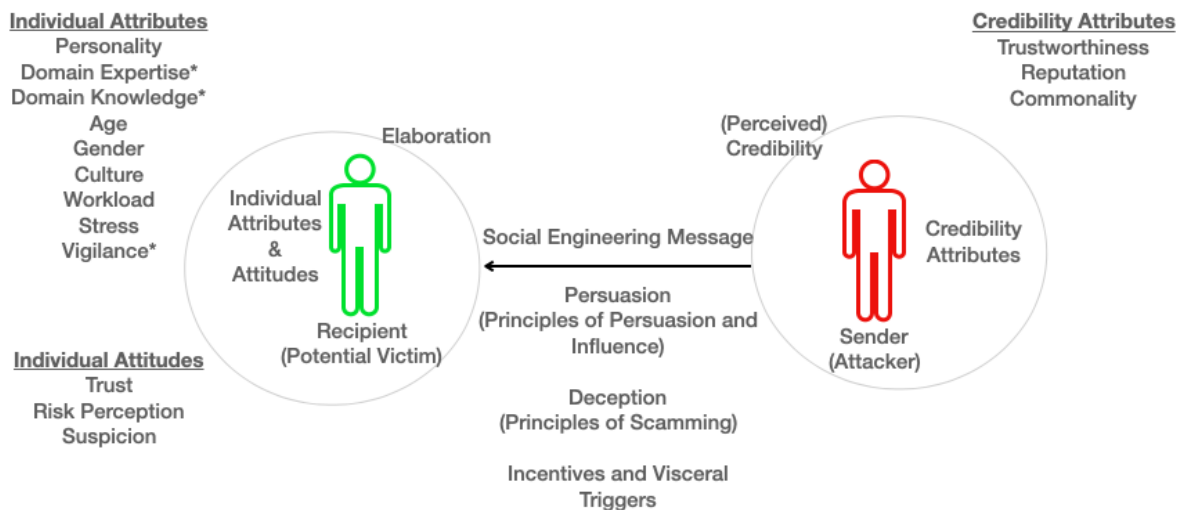 Individual Attributes
Personality
Domain Expertise*
Domain Knowledge*
Age
Gender
Culture
Workload
Stress
Vigilance*
Individual Attitudes
Trust
Risk Perception
Suspicion
Elaboration
Individual
Attributes
&
Attitudes
Recipient
(Potential Victim)
Social Engineering Message
Persuasion
(Principles of Persuasion and
Influence)
Deception
(Principles of Scamming)
Incentives and Visceral
Triggers
(Perceived)
Credibility
Credibility
Attributes
Sender
(Attacker)
Credibility Attributes
Trustworthiness
Reputation
Commonality